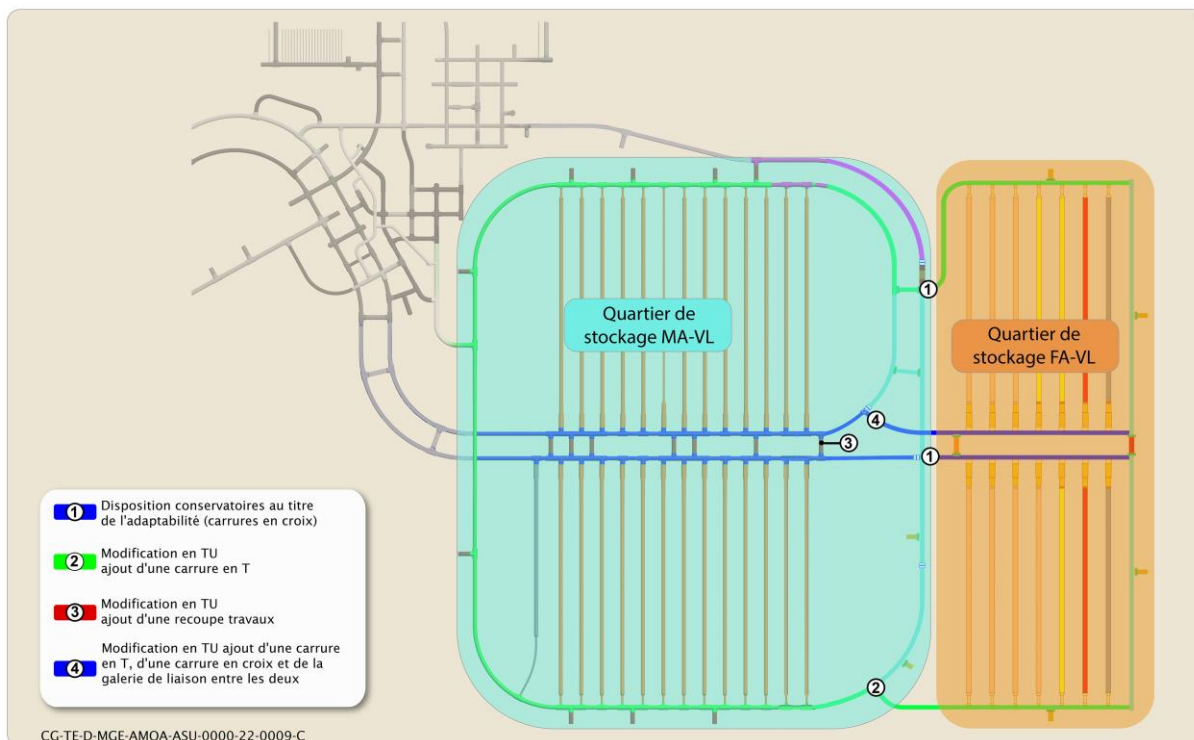 Quartier de
stockage MA-VL
Quartier de
stockage FA-VL
1
4
3
1
2
1 Disposition conservatoires au titre
de l'adaptabilité (carrures en croix)
2 Modification en TU
ajout d'une carrure en T
3 Modification en TU
ajout d'une recoupe travaux
4 Modification en TU ajout d'une carrure
en T, d'une carrure en croix et de la
galerie de liaison entre les deux
CG-TE-D-MGE-AMOA-ASU-0000-22-0009-C